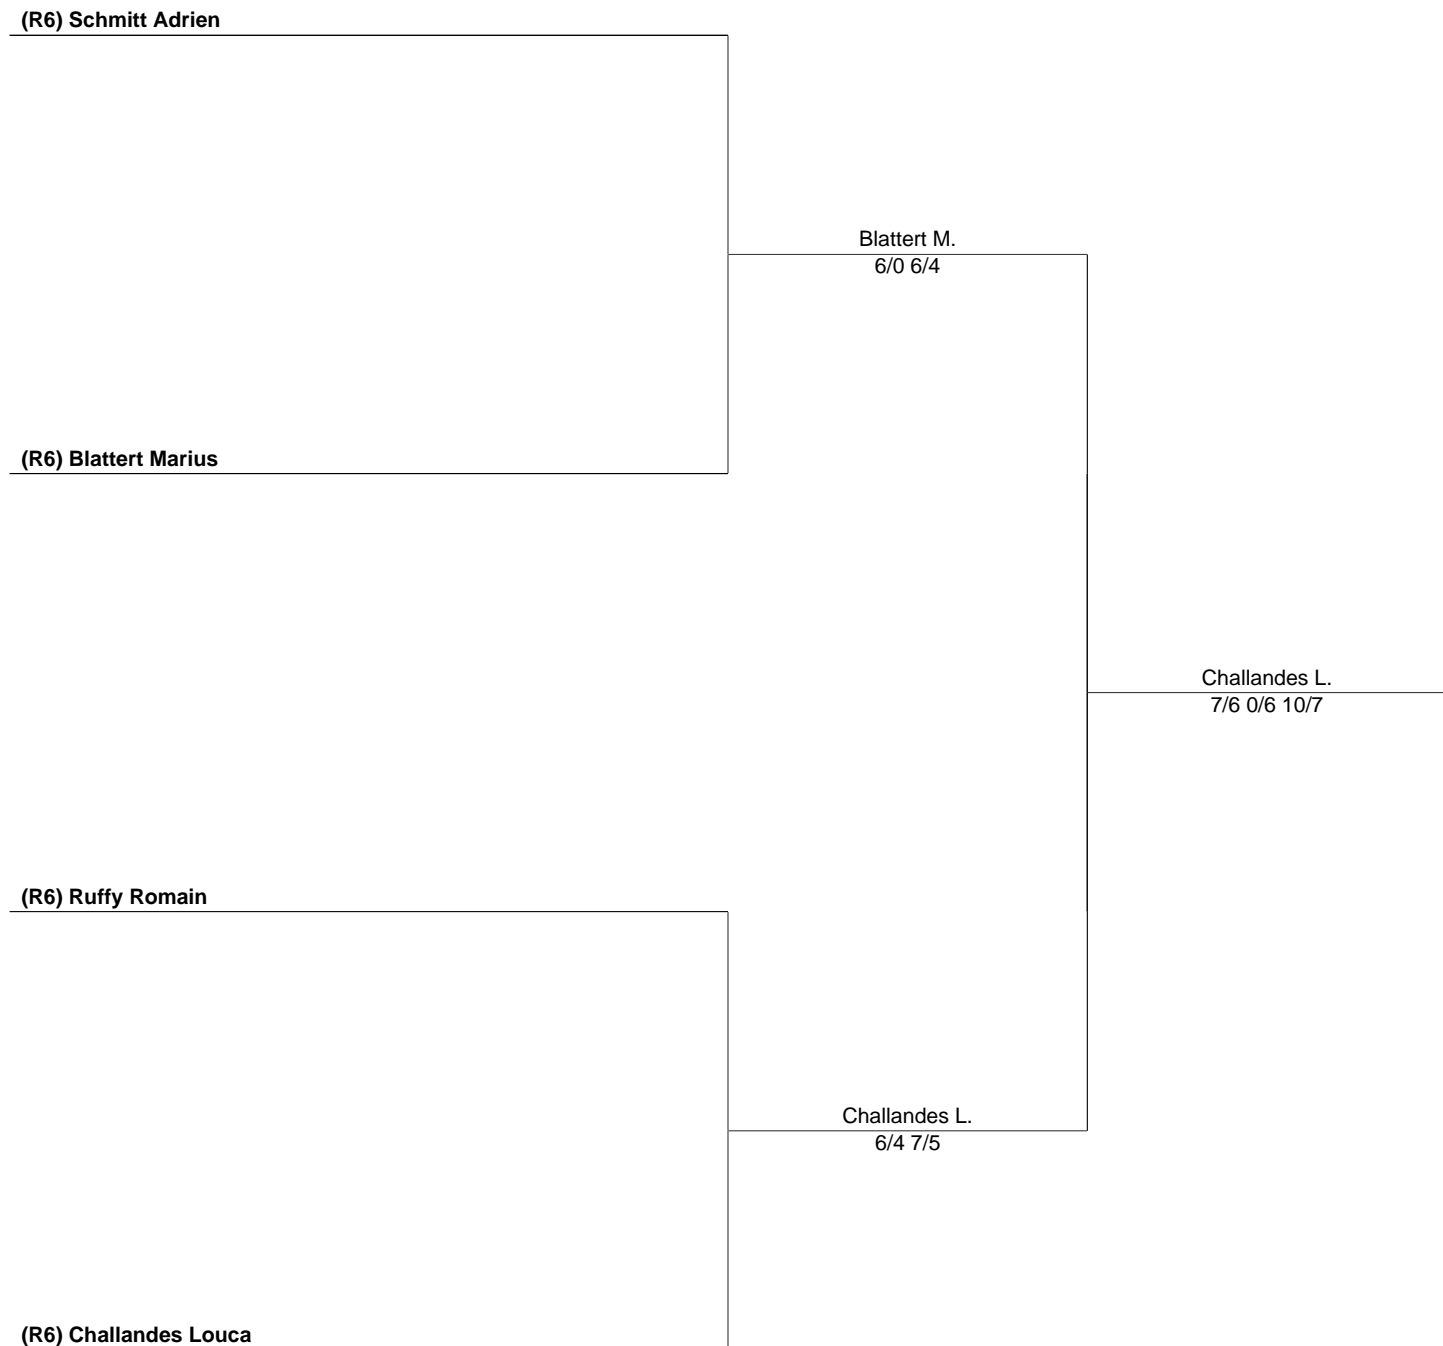 (R6) Schmitt Adrien
Blattert M.
6/0 6/4
(R6) Blattert Marius
Challandes L.
7/6 0/6 10/7
(R6) Ruffy Romain
Challandes L.
6/4 7/5
(R6) Challandes Louca